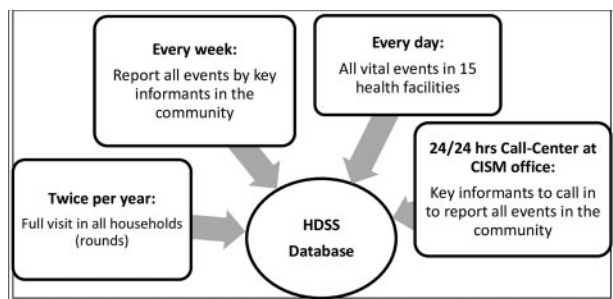 Every week:
Report all events by key
informants in the
community
Every day:
All vital events in 15
health facilities
24/24 hrs Call-Center at
CISM office:
Key informants to call in
to report all events in the
community
Twice per year:
Full visit in all households
(rounds)
HDSS
Database